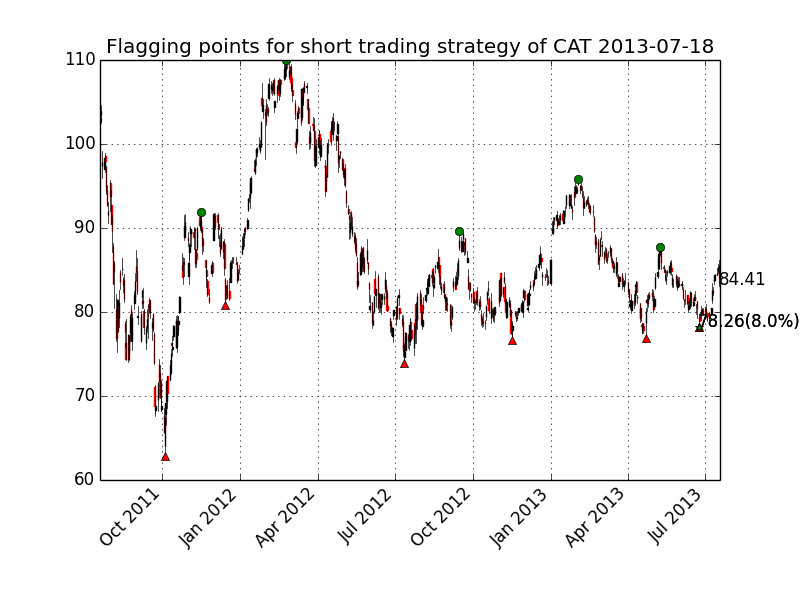 Flagging points for short trading strategy of CAT 2013-07-18
110
100
90
84.41
80
78.26(8.0%)
70
60
Oct 2011
Jan 2012
Apr 2012
Jul 2012
Oct 2012
Jan 2013
Apr 2013
Jul 2013